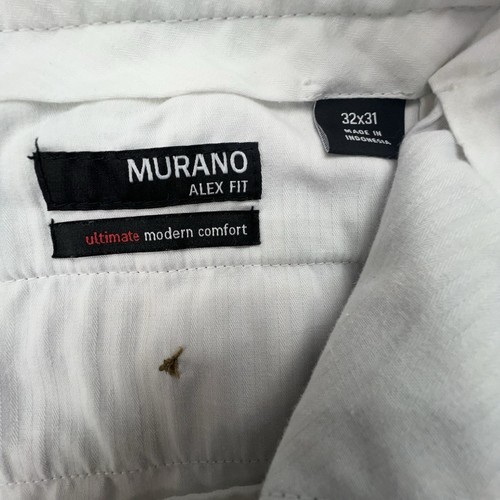 32x31
MADE IN
INDONESIA
MURANO
ALEX FIT
ultimate modern comfort